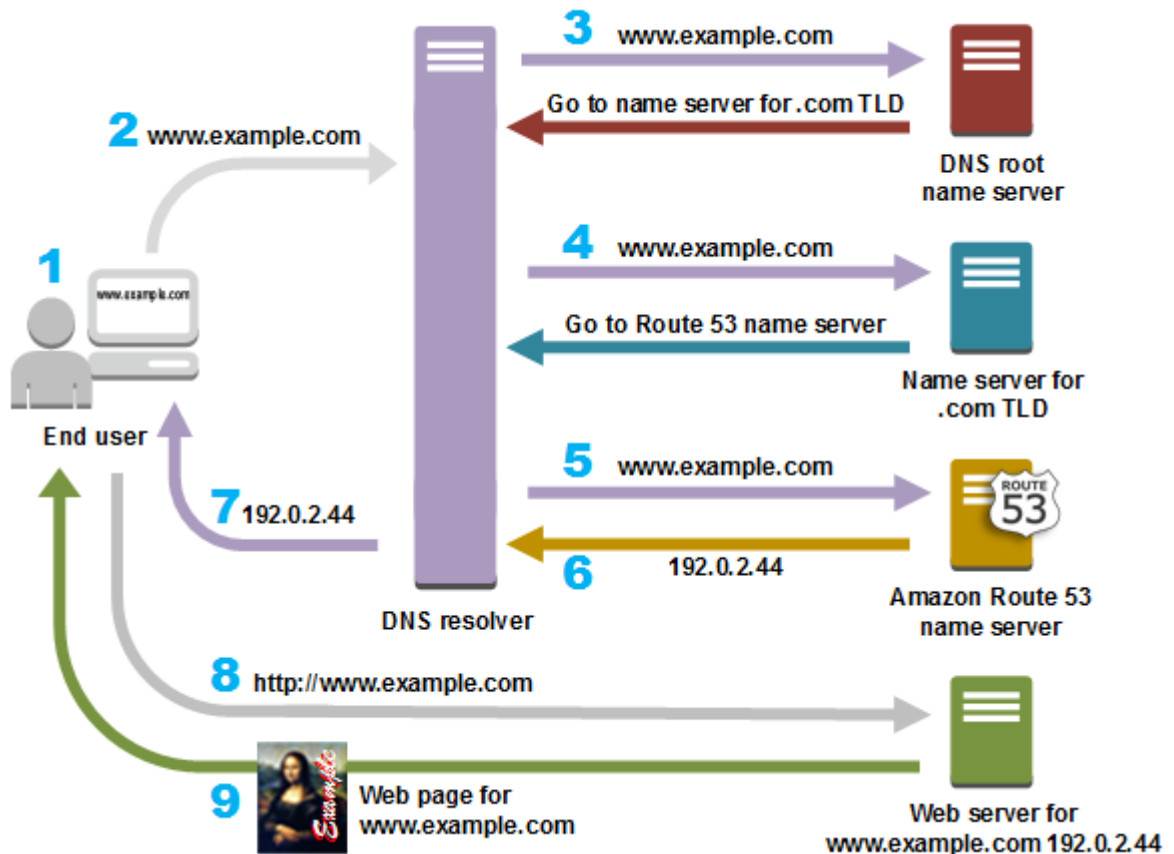 3 www.example.com
Go to name server for .com TLD
DNS root
name server
2 www.example.com
1
www.example.com
End user
4 www.example.com
Go to Route 53 name server
Name server for
.com TLD
5 www.example.com
ROUTE
53
6 192.0.2.44
Amazon Route 53
name server
7 192.0.2.44
DNS resolver
8 http://www.example.com
9
Example
Web page for
www.example.com
Web server for
www.example.com 192.0.2.44